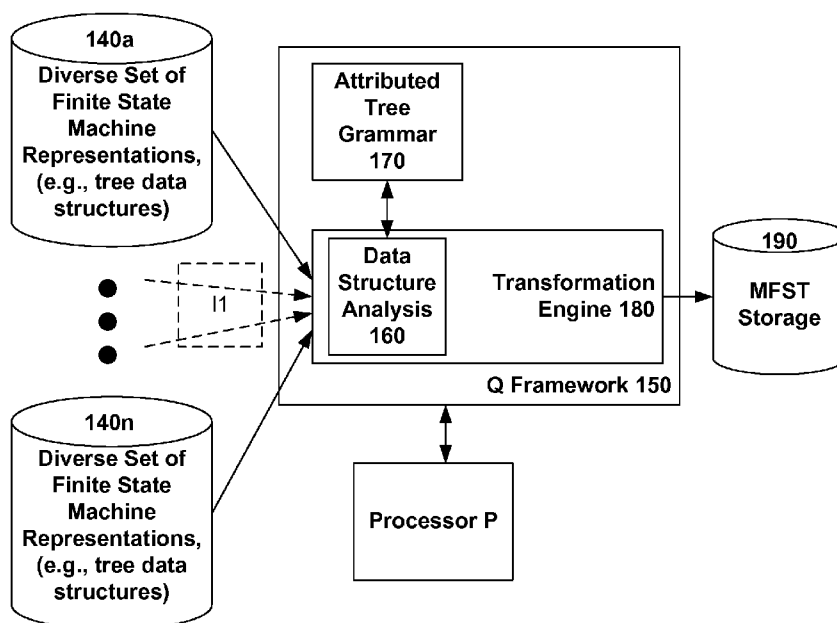 140a
Diverse Set of
Finite State
Machine
Representations,
(e.g., tree data
structures)
Attributed
Tree
Grammar
170
I1
Data
Structure
Analysis
160
Transformation
Engine 180
190
MFST
Storage
Q Framework 150
140n
Diverse Set of
Finite State
Machine
Representations,
(e.g., tree data
structures)
Processor P